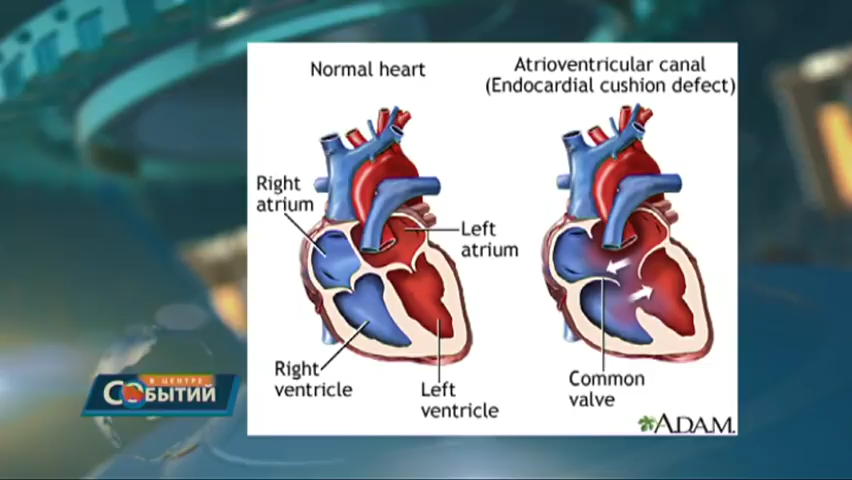 Normal heart
Atrioventricular canal
(Endocardial cushion defect)
Right
atrium
Left
atrium
Right
ventricle
Left
ventricle
Common
valve
A.D.A.M.
В ЦЕНТРЕ
СОБЫТИЙ